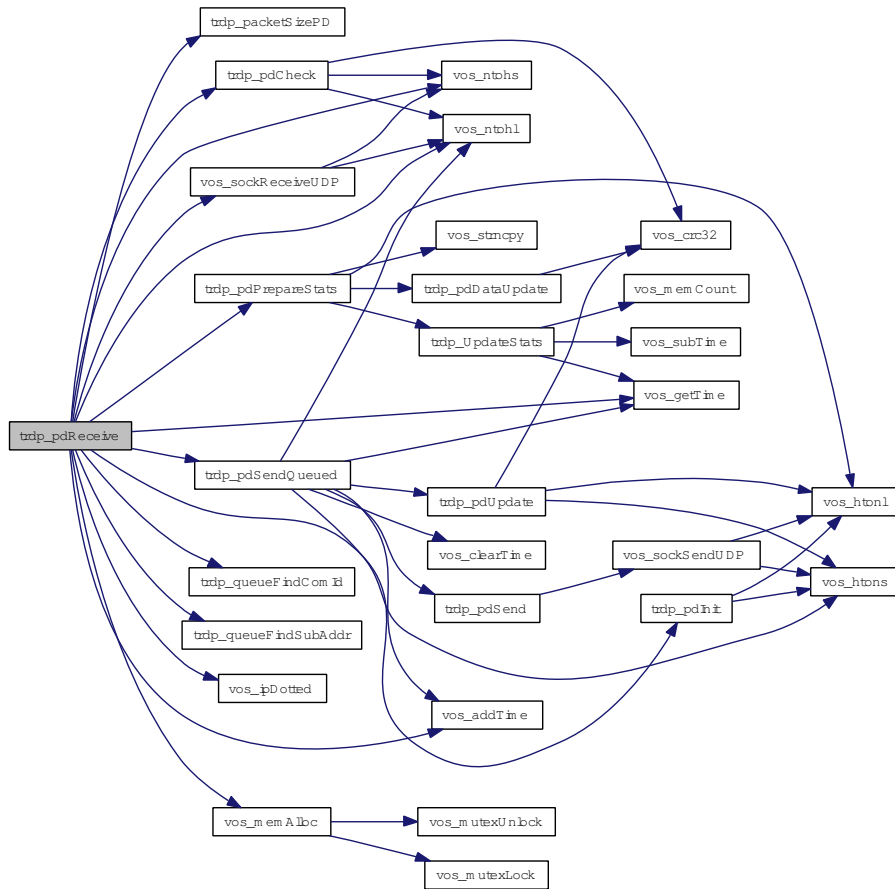 trdp_packetSizePD
trdp_pdCheck
vos_ntohs
vos_ntohl
vos_sockReceiveUDP
vos_strncpy
vos_crc32
trdp_pdPrepareStats
trdp_pdDataUpdate
vos_memCount
trdp_UpdateStats
vos_subTime
vos_getTime
trdp_pdReceive
trdp_pdSendQueued
trdp_pdUpdate
vos_htonl
vos_clearTime
vos_sockSendUDP
trdp_queueFindComId
vos_htons
trdp_pdSend
trdp_pdInit
trdp_queueFindSubAddr
vos_ipDotted
vos_addTime
vos_memAlloc
vos_mutexUnlock
vos_mutexLock